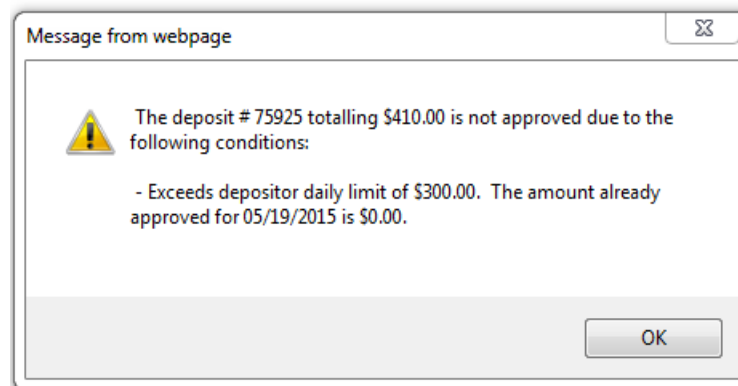 Message from webpage
The deposit # 75925 totalling $410.00 is not approved due to the
following conditions:
- Exceeds depositor daily limit of $300.00.  The amount already
approved for 05/19/2015 is $0.00.
OK